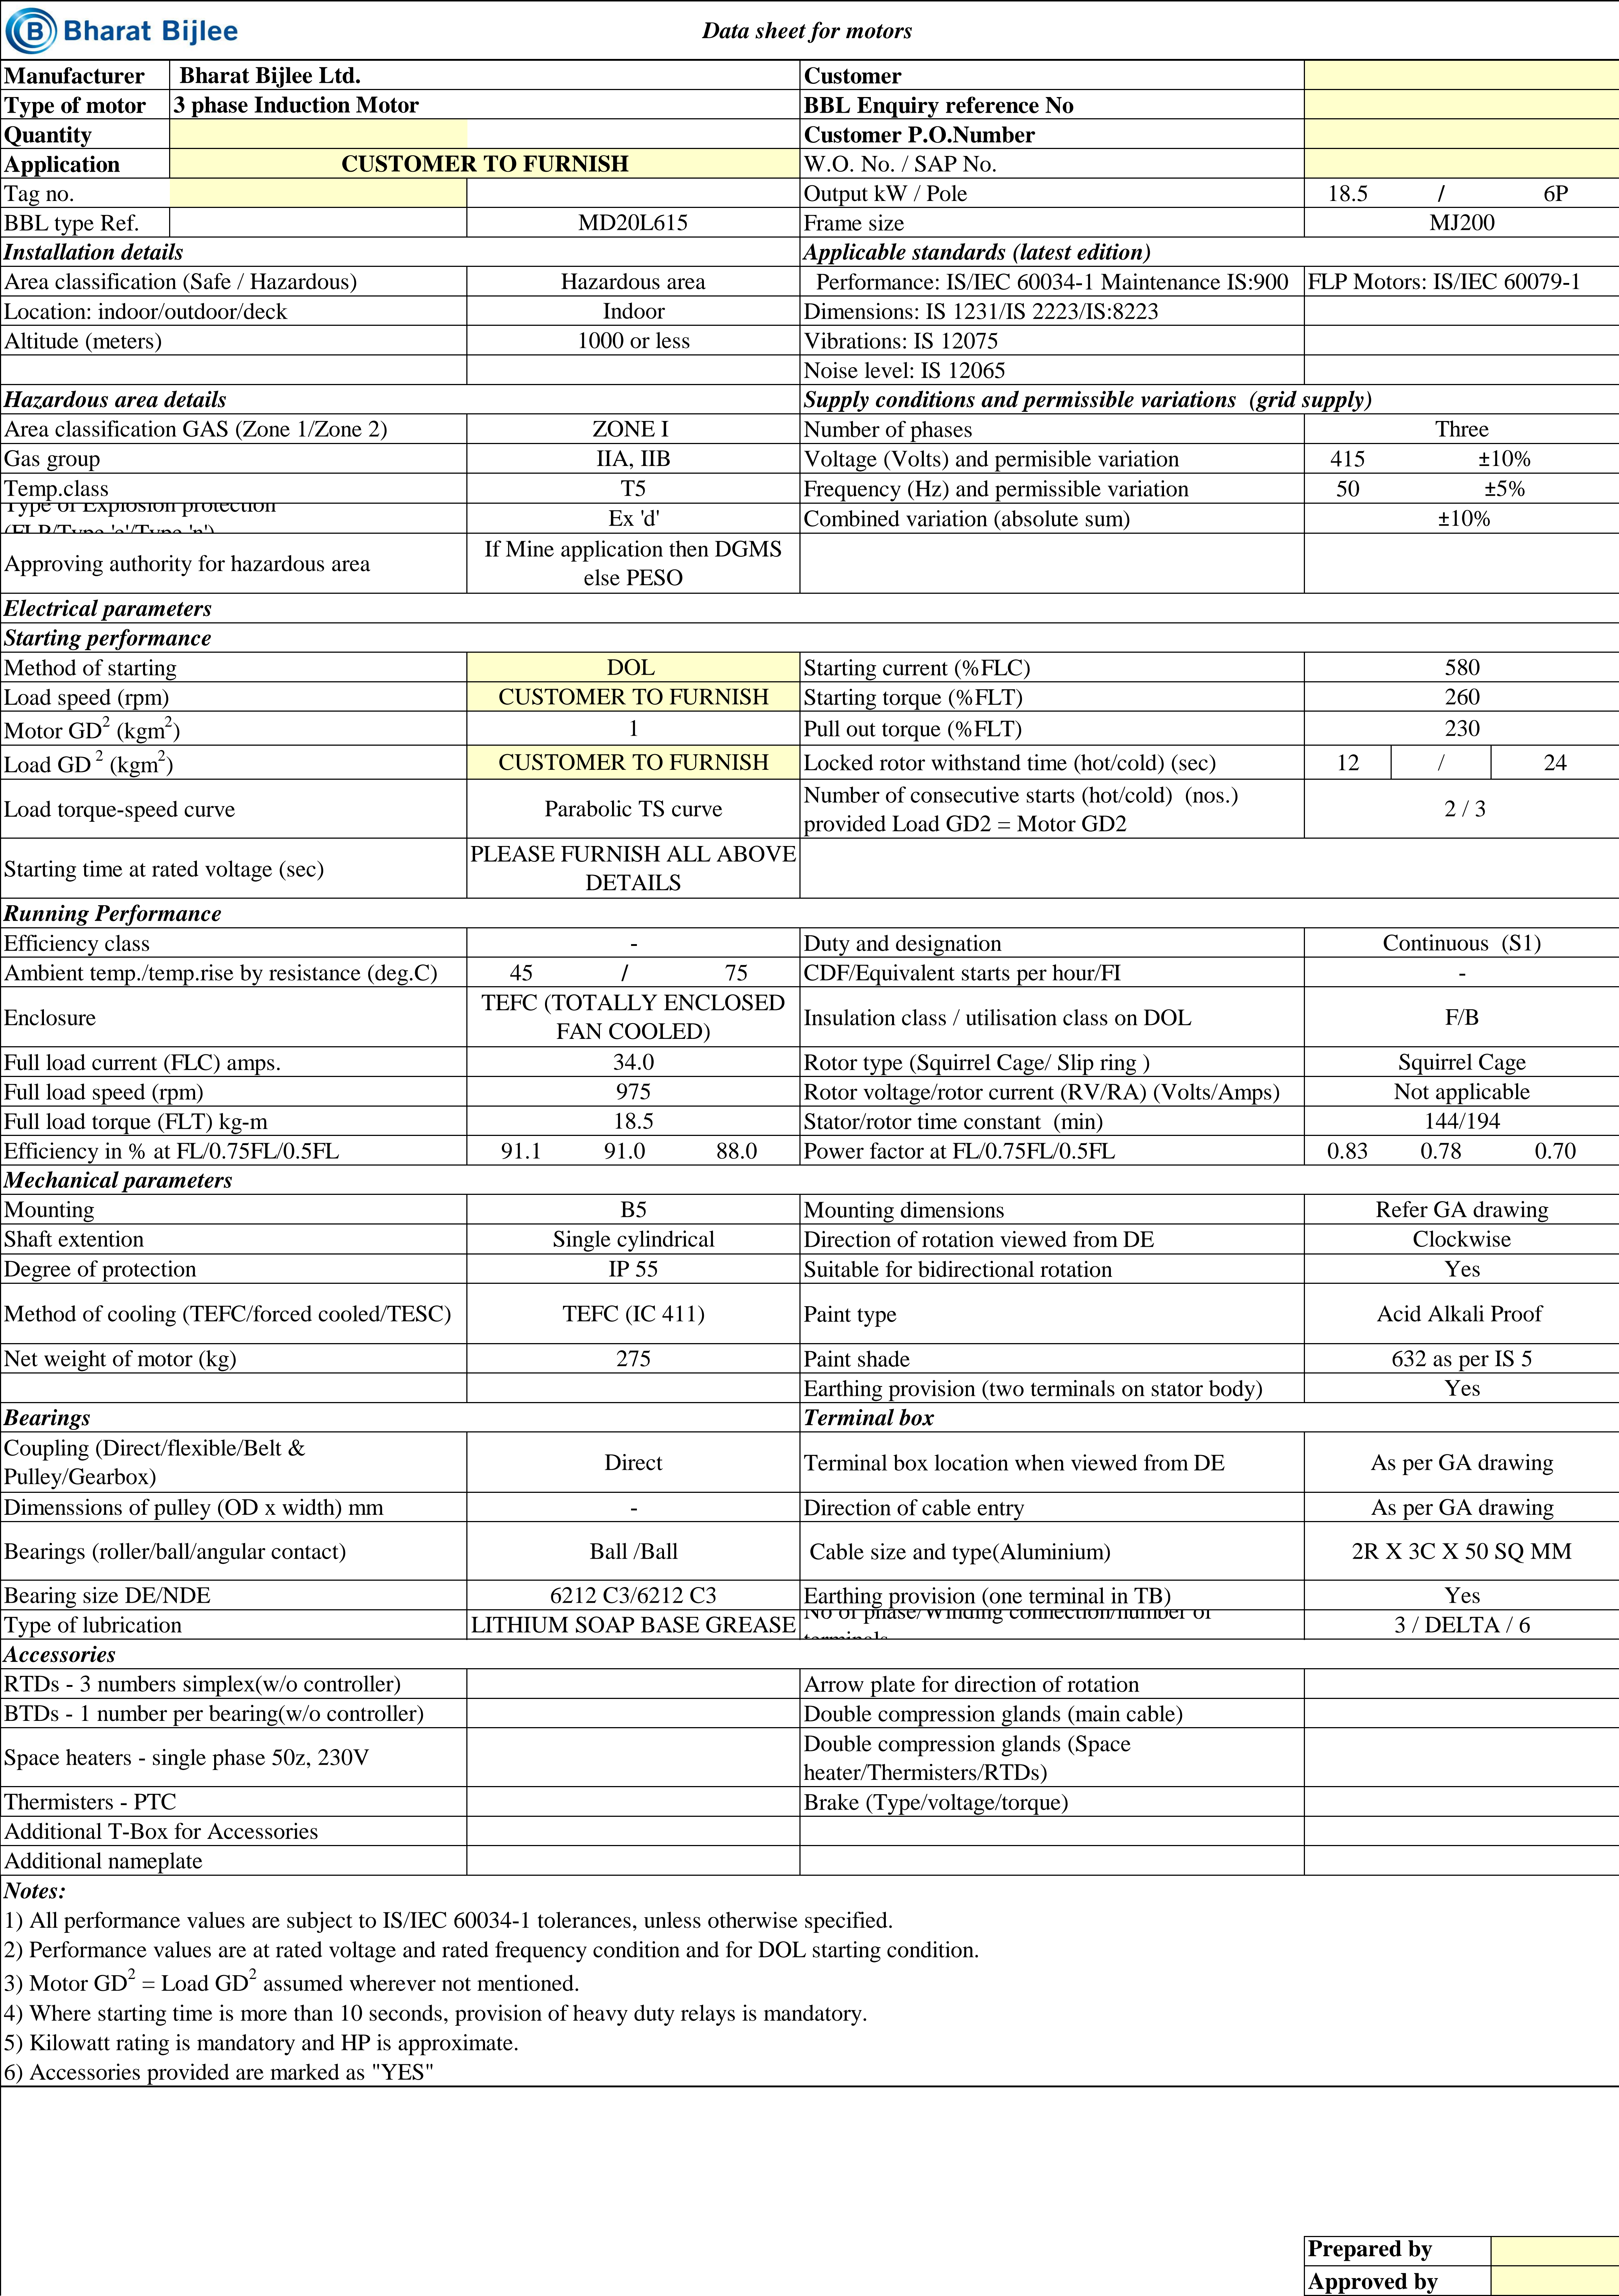 Bharat Bijlee
Data sheet for motors
Manufacturer Bharat Bijlee Ltd. Customer
Type of motor 3 phase Induction Motor BBL Enquiry reference No
Quantity Customer P.O.Number
Application CUSTOMER TO FURNISH W.O. No. / SAP No.
Tag no. Output kW / Pole 18.5 / 6P
BBL type Ref. MD20L615 Frame size MJ200
Installation details Applicable standards (latest edition)
Area classification (Safe / Hazardous) Hazardous area Performance: IS/IEC 60034-1 Maintenance IS:900 FLP Motors: IS/IEC 60079-1
Location: indoor/outdoor/deck Indoor Dimensions: IS 1231/IS 2223/IS:8223
Altitude (meters) 1000 or less Vibrations: IS 12075
Noise level: IS 12065
Hazardous area details Supply conditions and permissible variations (grid supply)
Area classification GAS (Zone 1/Zone 2) ZONE I Number of phases Three
Gas group IIA, IIB Voltage (Volts) and permisible variation 415 ±10%
Temp.class T5 Frequency (Hz) and permissible variation 50 ±5%
Type of Explosion protection
(FLP/Type 'e'/Type 'n') Ex 'd' Combined variation (absolute sum) ±10%
Approving authority for hazardous area If Mine application then DGMS
else PESO
Electrical parameters
Starting performance
Method of starting DOL Starting current (%FLC) 580
Load speed (rpm) CUSTOMER TO FURNISH Starting torque (%FLT) 260
Motor GD² (kgm²) 1 Pull out torque (%FLT) 230
Load GD ² (kgm²) CUSTOMER TO FURNISH Locked rotor withstand time (hot/cold) (sec) 12 / 24
Load torque-speed curve Parabolic TS curve Number of consecutive starts (hot/cold) (nos.)
provided Load GD2 = Motor GD2 2 / 3
Starting time at rated voltage (sec) PLEASE FURNISH ALL ABOVE
DETAILS
Running Performance
Efficiency class - Duty and designation Continuous (S1)
Ambient temp./temp.rise by resistance (deg.C) 45 / 75 CDF/Equivalent starts per hour/FI -
Enclosure TEFC (TOTALLY ENCLOSED
FAN COOLED) Insulation class / utilisation class on DOL F/B
Full load current (FLC) amps. 34.0 Rotor type (Squirrel Cage/ Slip ring ) Squirrel Cage
Full load speed (rpm) 975 Rotor voltage/rotor current (RV/RA) (Volts/Amps) Not applicable
Full load torque (FLT) kg-m 18.5 Stator/rotor time constant (min) 144/194
Efficiency in % at FL/0.75FL/0.5FL 91.1 91.0 88.0 Power factor at FL/0.75FL/0.5FL 0.83 0.78 0.70
Mechanical parameters
Mounting B5 Mounting dimensions Refer GA drawing
Shaft extention Single cylindrical Direction of rotation viewed from DE Clockwise
Degree of protection IP 55 Suitable for bidirectional rotation Yes
Method of cooling (TEFC/forced cooled/TESC) TEFC (IC 411) Paint type Acid Alkali Proof
Net weight of motor (kg) 275 Paint shade 632 as per IS 5
Earthing provision (two terminals on stator body) Yes
Bearings Terminal box
Coupling (Direct/flexible/Belt &
Pulley/Gearbox) Direct Terminal box location when viewed from DE As per GA drawing
Dimenssions of pulley (OD x width) mm - Direction of cable entry As per GA drawing
Bearings (roller/ball/angular contact) Ball /Ball Cable size and type(Aluminium) 2R X 3C X 50 SQ MM
Bearing size DE/NDE 6212 C3/6212 C3 Earthing provision (one terminal in TB) Yes
Type of lubrication LITHIUM SOAP BASE GREASE No of phase/Winding connection/number of
terminals 3 / DELTA / 6
Accessories
RTDs - 3 numbers simplex(w/o controller) Arrow plate for direction of rotation
BTDs - 1 number per bearing(w/o controller) Double compression glands (main cable)
Space heaters - single phase 50z, 230V Double compression glands (Space
heater/Thermisters/RTDs)
Thermisters - PTC Brake (Type/voltage/torque)
Additional T-Box for Accessories
Additional nameplate
Notes:
1) All performance values are subject to IS/IEC 60034-1 tolerances, unless otherwise specified.
2) Performance values are at rated voltage and rated frequency condition and for DOL starting condition.
3) Motor GD² = Load GD² assumed wherever not mentioned.
4) Where starting time is more than 10 seconds, provision of heavy duty relays is mandatory.
5) Kilowatt rating is mandatory and HP is approximate.
6) Accessories provided are marked as "YES"
Prepared by
Approved by